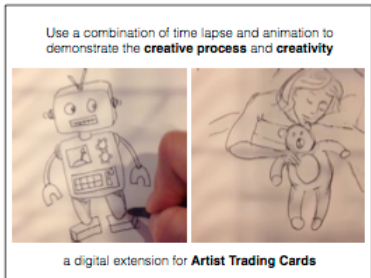 Use a combination of time lapse and animation to
demonstrate the creative process and creativity
a digital extension for Artist Trading Cards